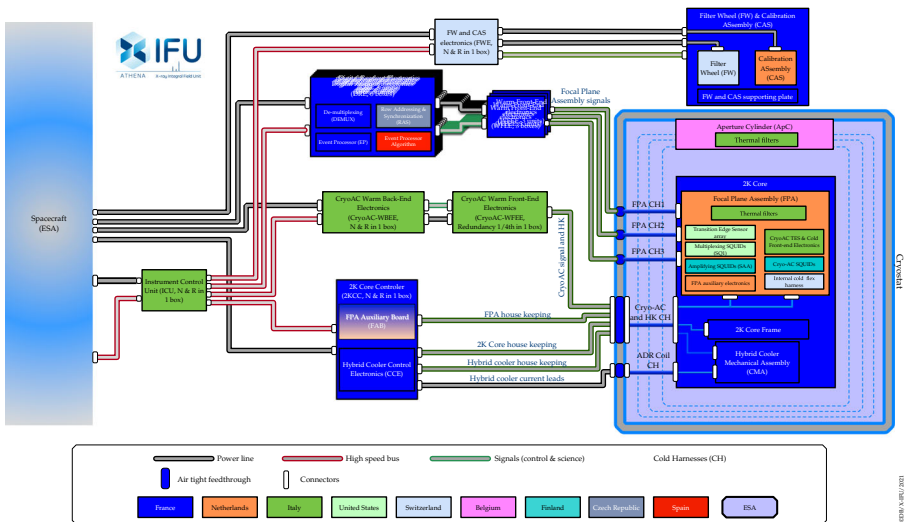 IFU
ATHENA
X-ray Integral Field Unit
Spacecraft
(ESA)
FW and CAS
electronics (FWE,
N & R in 1 box)
Filter Wheel (FW) & Calibration
ASsembly (CAS)
Filter
Wheel (FW)
Calibration
ASsembly
(CAS)
FW and CAS supporting plate
De-multiplexing
(DEMUX)
Row Addressing &
Synchronization
(RAS)
Event Processor (EP)
Event Processor
Algorithm
Warm-Front-End
Focal Plane
Assembly signals
Aperture Cylinder (ApC)
Thermal filters
2K Core
Focal Plane Assembly (FPA)
Thermal filters
Transition Edge Sensor
array
Multiplexing SQUIDs
(SQ1)
Amplifying SQUIDs (SAA)
FPA auxiliary electronics
CryoAC TES & Cold
Front-end Electronics
Cryo-AC SQUIDs
Internal cold flex
harness
2K Core Frame
Hybrid Cooler
Mechanical Assembly
(CMA)
Cryostat
FPA CH1
FPA CH2
FPA CH3
Cryo-AC
and HK CH
ADR Coil
CH
CryoAC Warm Back-End
Electronics
(CryoAC-WBEE,
N & R in 1 box)
CryoAC Warm Front-End
Electronics
(CryoAC-WFEE,
Redundancy 1/4th in 1 box)
CryoAC signal and HK
Instrument Control
Unit (ICU, N & R in
1 box)
2K Core Controler
(2KCC, N & R in 1 box)
FPA Auxiliary Board
(FAB)
Hybrid Cooler Control
Electronics (CCE)
FPA house keeping
2K Core house keeping
Hybrid cooler house keeping
Hybrid cooler current leads
Power line
High speed bus
Signals (control & science)
Cold Harnesses (CH)
Air tight feedthrough
Connectors
France
Netherlands
Italy
United States
Switzerland
Belgium
Finland
Czech Republic
Spain
ESA